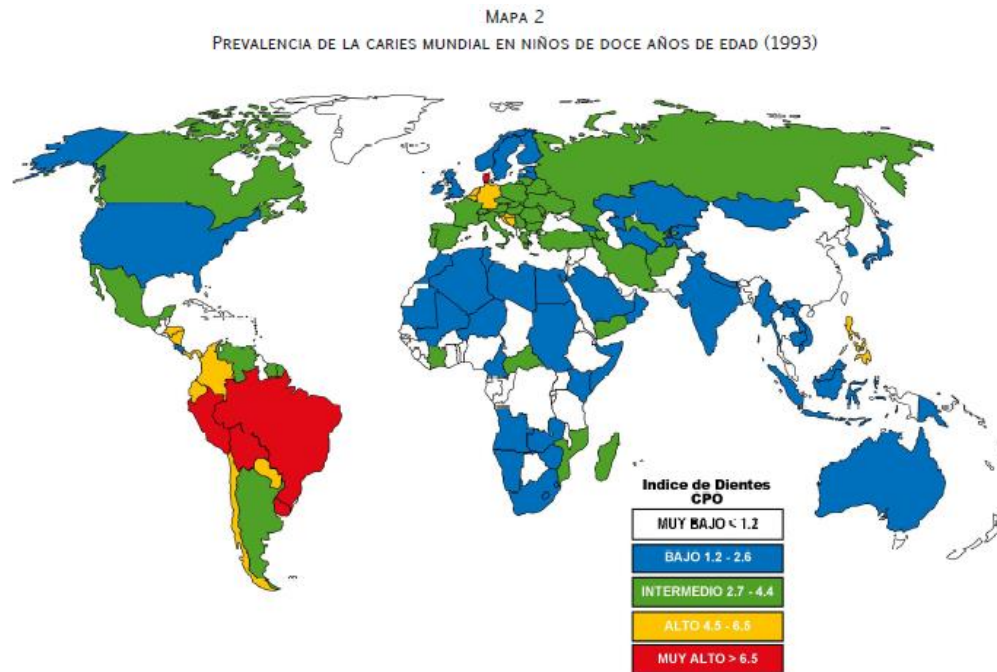 MAPA 2
PREVALENCIA DE LA CARIES MUNDIAL EN NIÑOS DE DOCE AÑOS DE EDAD (1993)
Indice de Dientes
CPO
MUY BAJO < 1.2
BAJO 1.2 - 2.6
INTERMEDIO 2.7 - 4.4
ALTO 4.5 - 6.5
MUY ALTO > 6.5